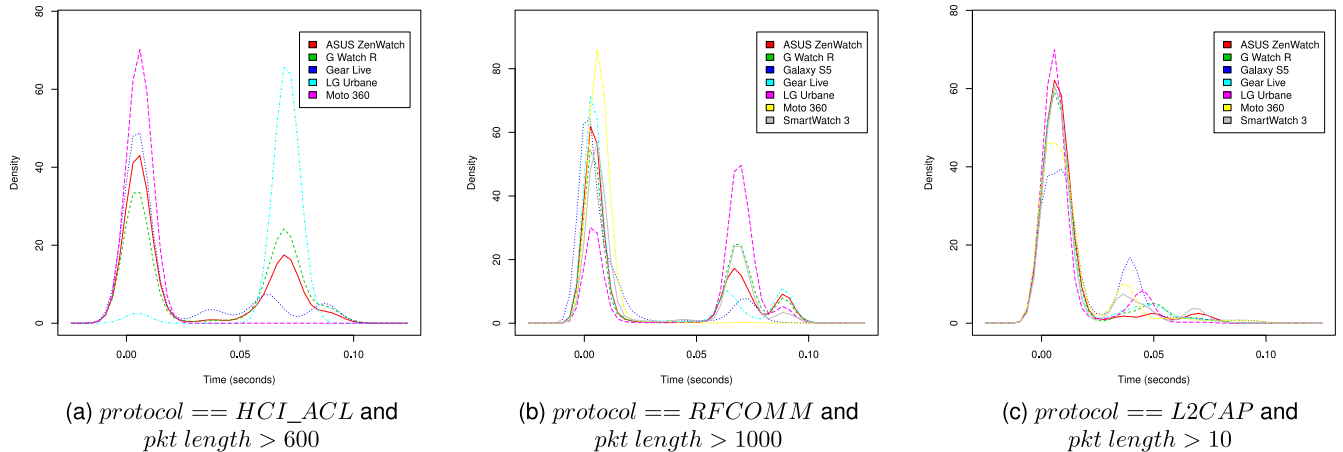 80
60
40
20
0
Density
0.00
0.05
0.10
Time (seconds)
ASUS ZenWatch
G Watch R
Gear Live
LG Urbane
Moto 360
(a) protocol == HCI_ACL and
pkt length > 600
80
60
40
20
0
Density
0.00
0.05
0.10
Time (seconds)
ASUS ZenWatch
G Watch R
Galaxy S5
Gear Live
LG Urbane
Moto 360
SmartWatch 3
(b) protocol == RFCOMM and
pkt length > 1000
80
60
40
20
0
Density
0.00
0.05
0.10
Time (seconds)
ASUS ZenWatch
G Watch R
Galaxy S5
Gear Live
LG Urbane
Moto 360
SmartWatch 3
(c) protocol == L2CAP and
pkt length > 10